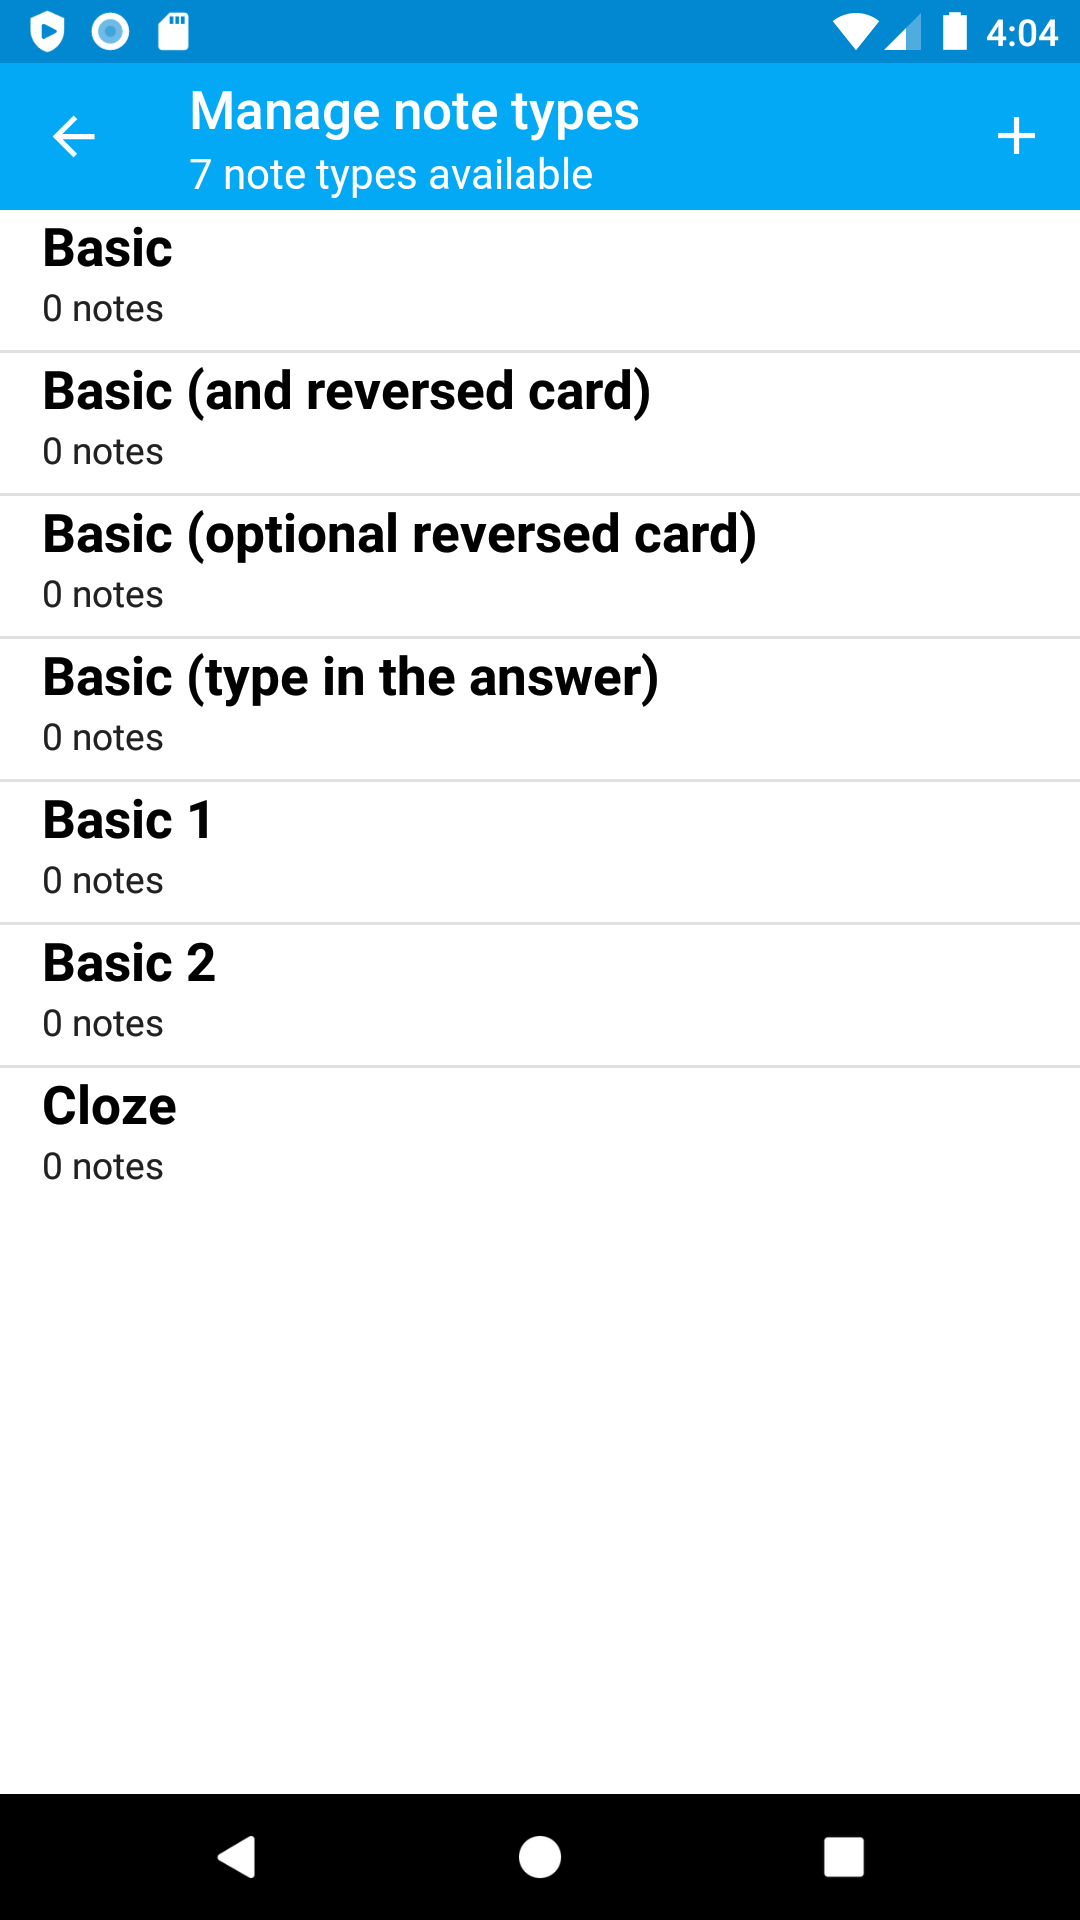 4:04
Manage note types
7 note types available
Basic
0 notes
Basic (and reversed card)
0 notes
Basic (optional reversed card)
0 notes
Basic (type in the answer)
0 notes
Basic 1
0 notes
Basic 2
0 notes
Cloze
0 notes